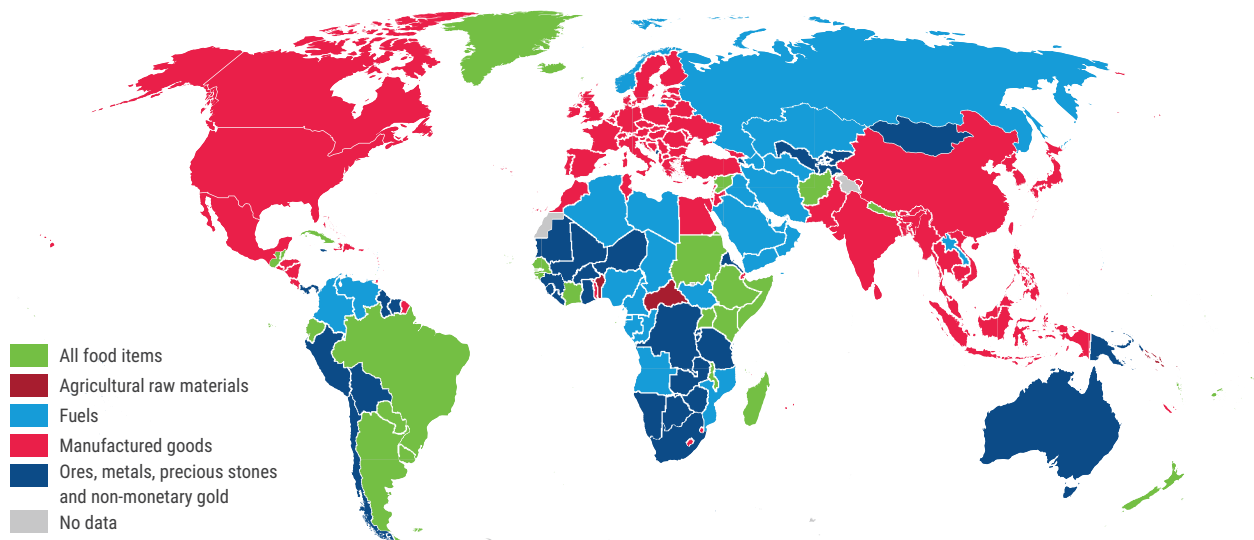 All food items
Agricultural raw materials
Fuels
Manufactured goods
Ores, metals, precious stones
and non-monetary gold
No data